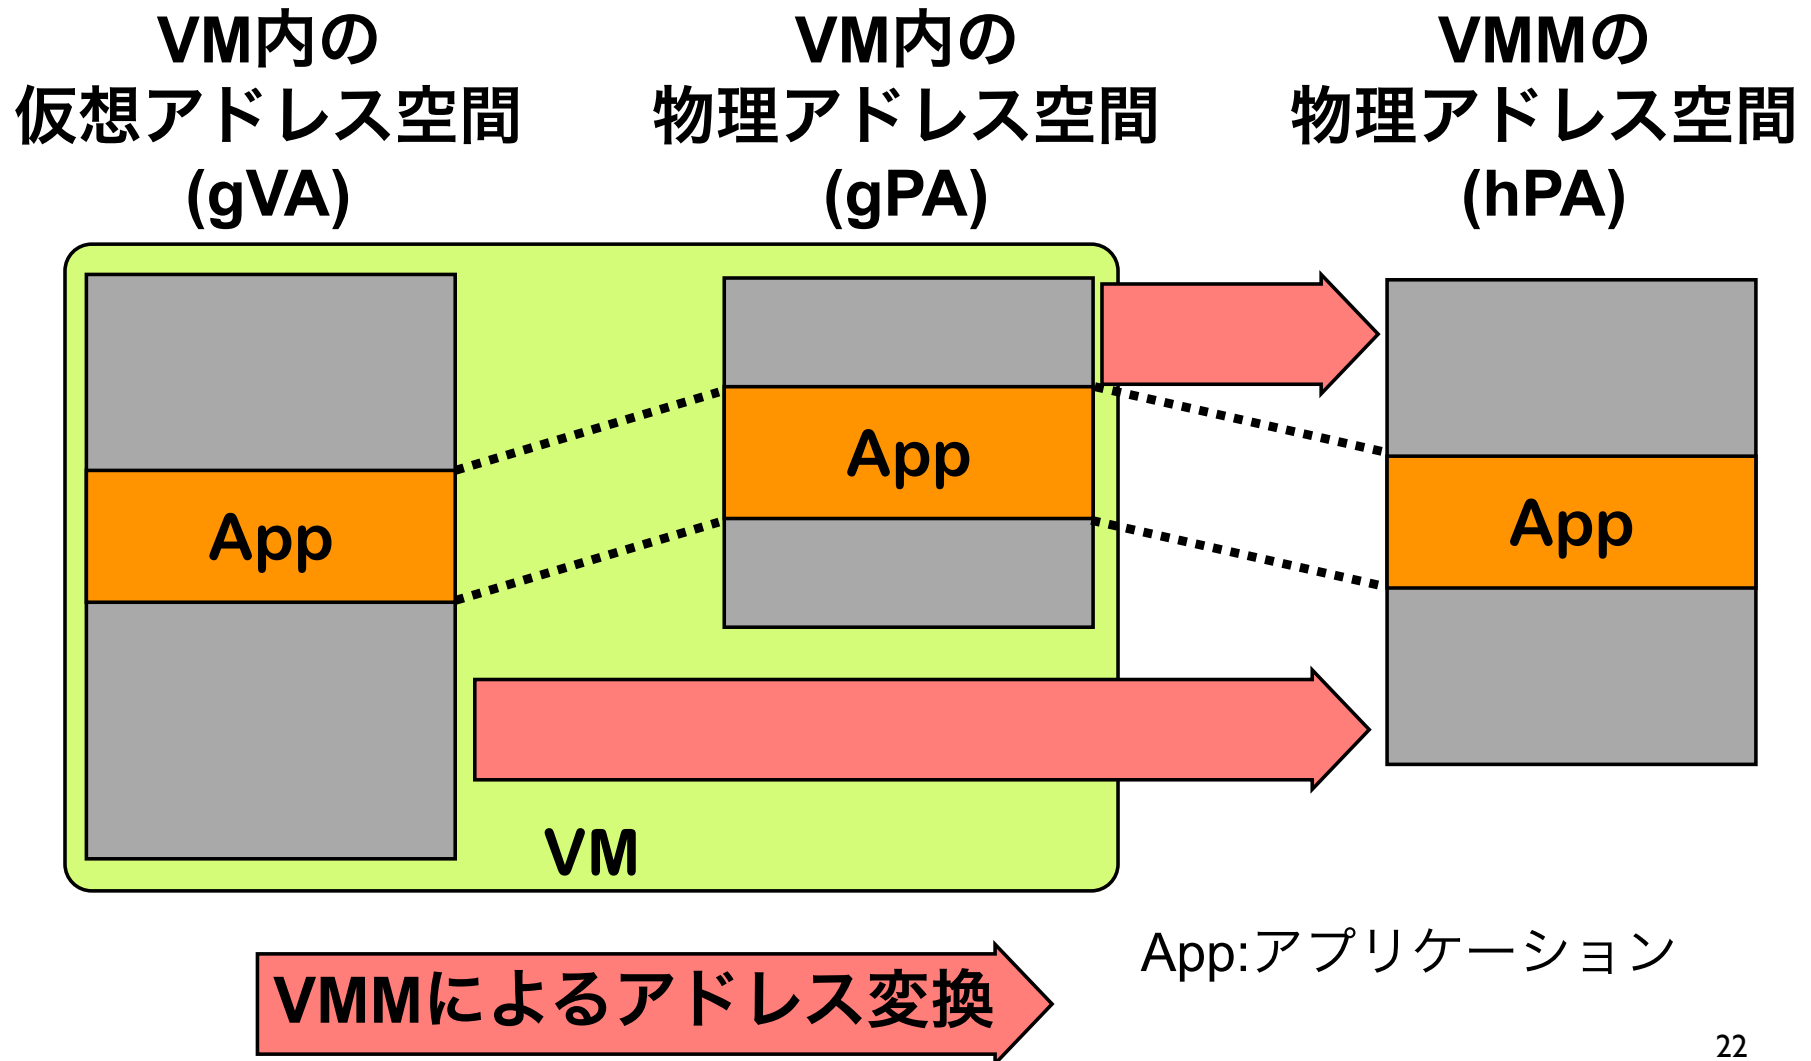 VM内の
仮想アドレス空間
(gVA)
VM内の
物理アドレス空間
(gPA)
VMMの
物理アドレス空間
(hPA)
App
App
App
VM
VMMによるアドレス変換
App:アプリケーション
22